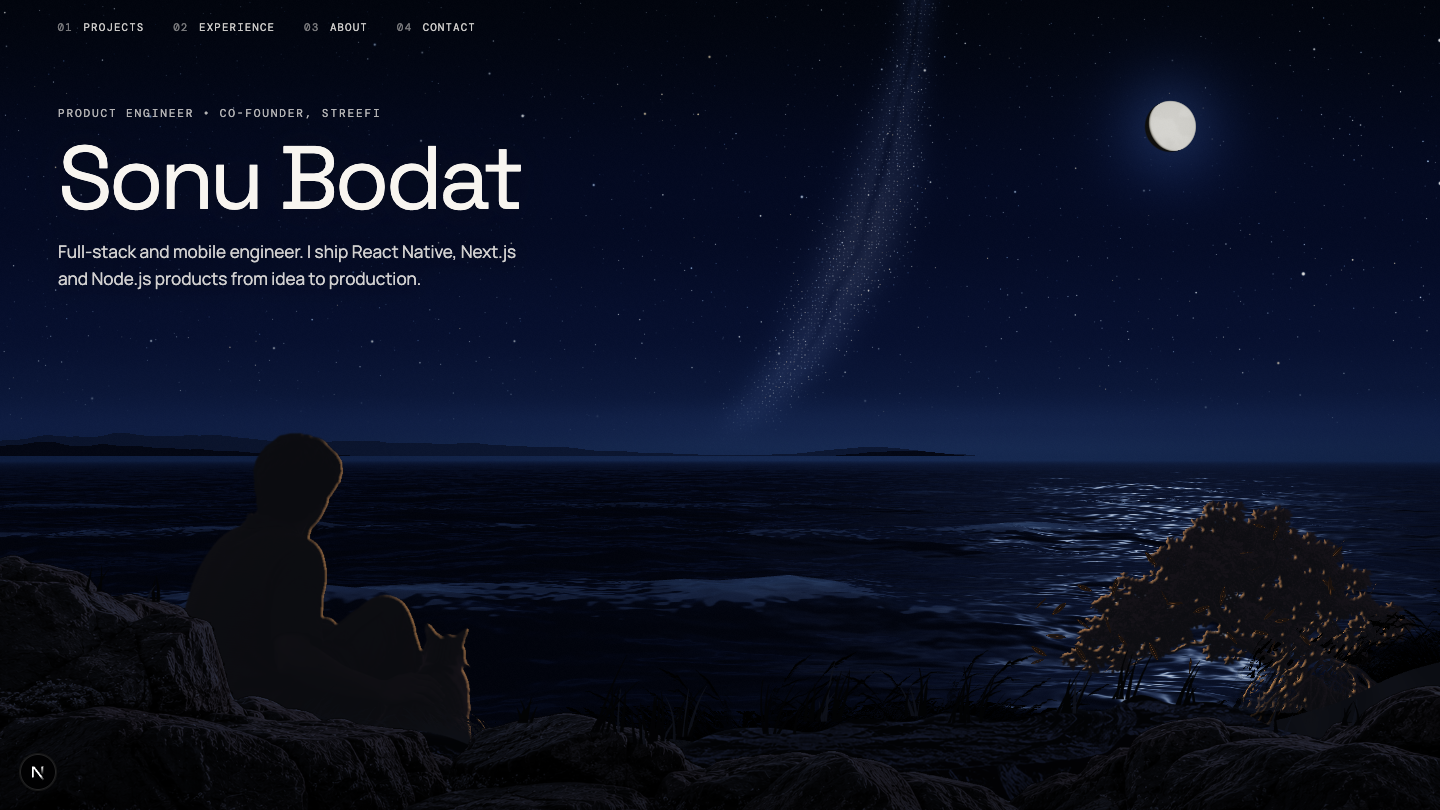 01 PROJECTS 02 EXPERIENCE 03 ABOUT 04 CONTACT
PRODUCT ENGINEER • CO-FOUNDER, STREEFI
Sonu Bodat
Full-stack and mobile engineer. I ship React Native, Next.js
and Node.js products from idea to production.
N